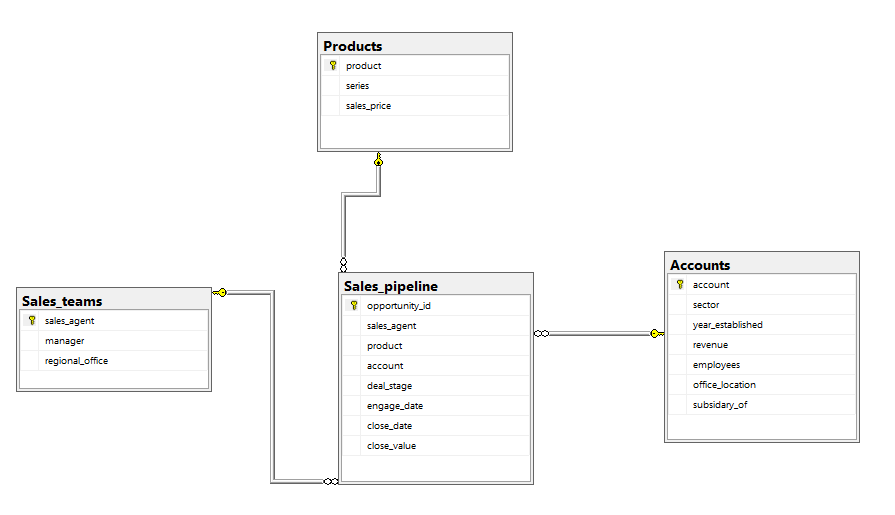 Products
product
series
sales_price
Sales_teams
sales_agent
manager
regional_office
Sales_pipeline
opportunity_id
sales_agent
product
account
deal_stage
engage_date
close_date
close_value
Accounts
account
sector
year_established
revenue
employees
office_location
subsidary_of